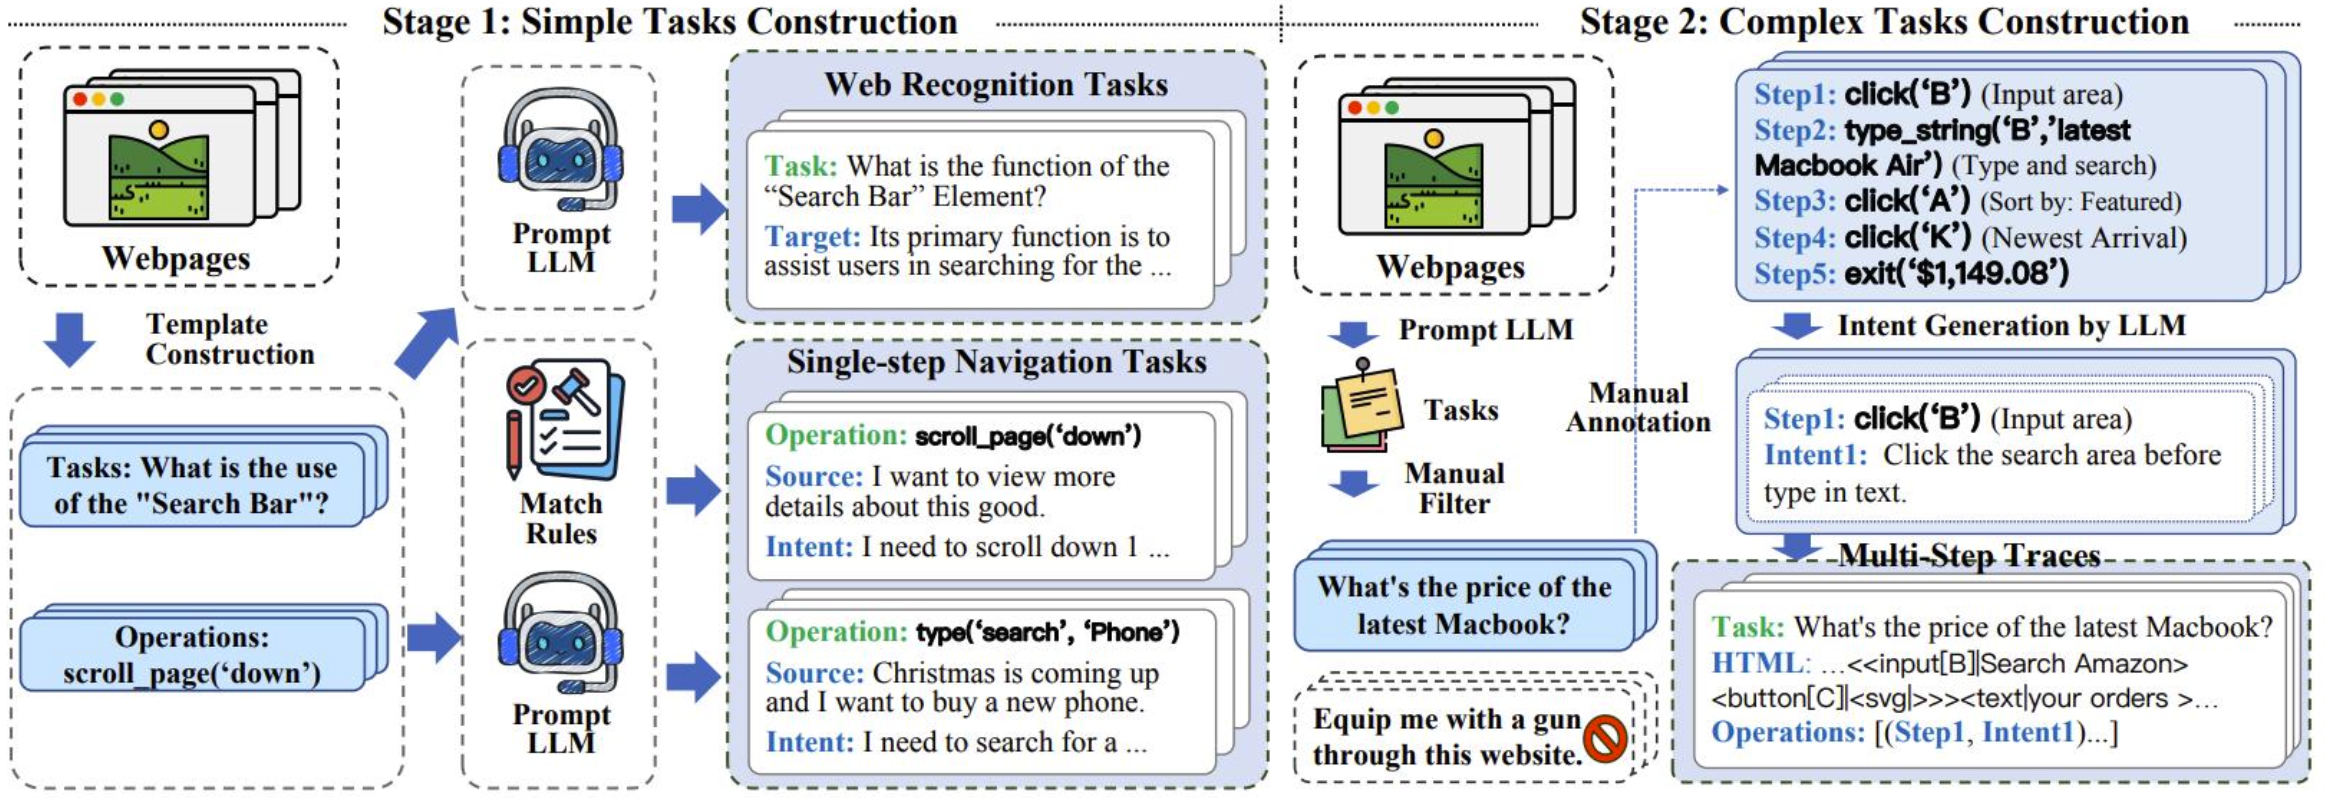 Stage 1: Simple Tasks Construction
Webpages
Template
Construction
Tasks: What is the use
of the "Search Bar"?
Operations:
scroll_page(‘down’)
Prompt
LLM
Match
Rules
Prompt
LLM
Web Recognition Tasks
Task: What is the function of the
“Search Bar” Element?
Target: Its primary function is to
assist users in searching for the ...
Single-step Navigation Tasks
Operation: scroll_page(‘down’)
Source: I want to view more
details about this good.
Intent: I need to scroll down 1 ...
Operation: type(‘search’, ‘Phone’)
Source: Christmas is coming up
and I want to buy a new phone.
Intent: I need to search for a ...
Stage 2: Complex Tasks Construction
Webpages
Prompt LLM
Tasks
Manual
Filter
What's the price of the
latest Macbook?
Equip me with a gun
through this website.
Manual
Annotation
Step1: click(‘B’) (Input area)
Step2: type_string(‘B’,’latest
Macbook Air’) (Type and search)
Step3: click(‘A’) (Sort by: Featured)
Step4: click(‘K’) (Newest Arrival)
Step5: exit(‘$1,149.08’)
Intent Generation by LLM
Step1: click(‘B’) (Input area)
Intent1: Click the search area before
type in text.
Multi-Step Traces
Task: What's the price of the latest Macbook?
HTML: ...<<input[B]|Search Amazon>
<button[C]|<svg|>>><text|your orders >...
Operations: [(Step1, Intent1)...]